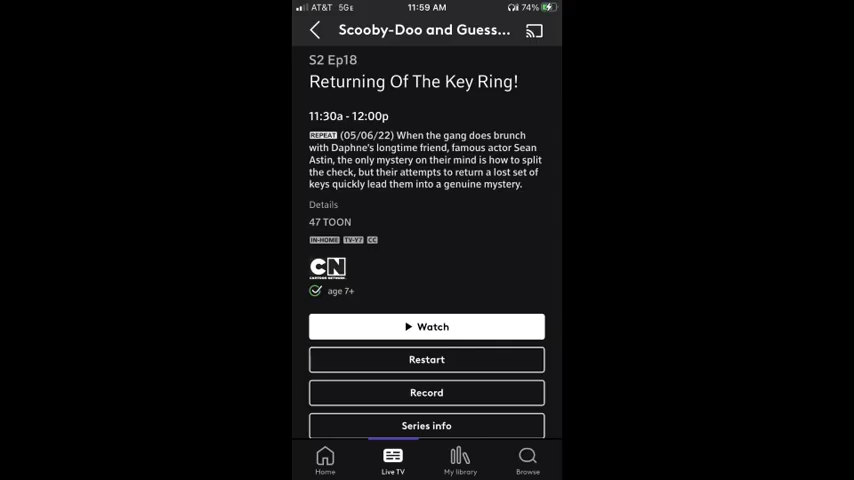 AT&T 5GE 11:59 AM 74%
Scooby-Doo and Guess...
S2 Ep18
Returning Of The Key Ring!
11:30a - 12:00p
REPEAT (05/06/22) When the gang does brunch
with Daphne's longtime friend, famous actor Sean
Astin, the only mystery on their mind is how to split
the check, but their attempts to return a lost set of
keys quickly lead them into a genuine mystery.
Details
47 TOON
IN-HOME TV-Y7 CC
CN
CARTOON NETWORK
age 7+
Watch
Restart
Record
Series info
Home Live TV My library Browse